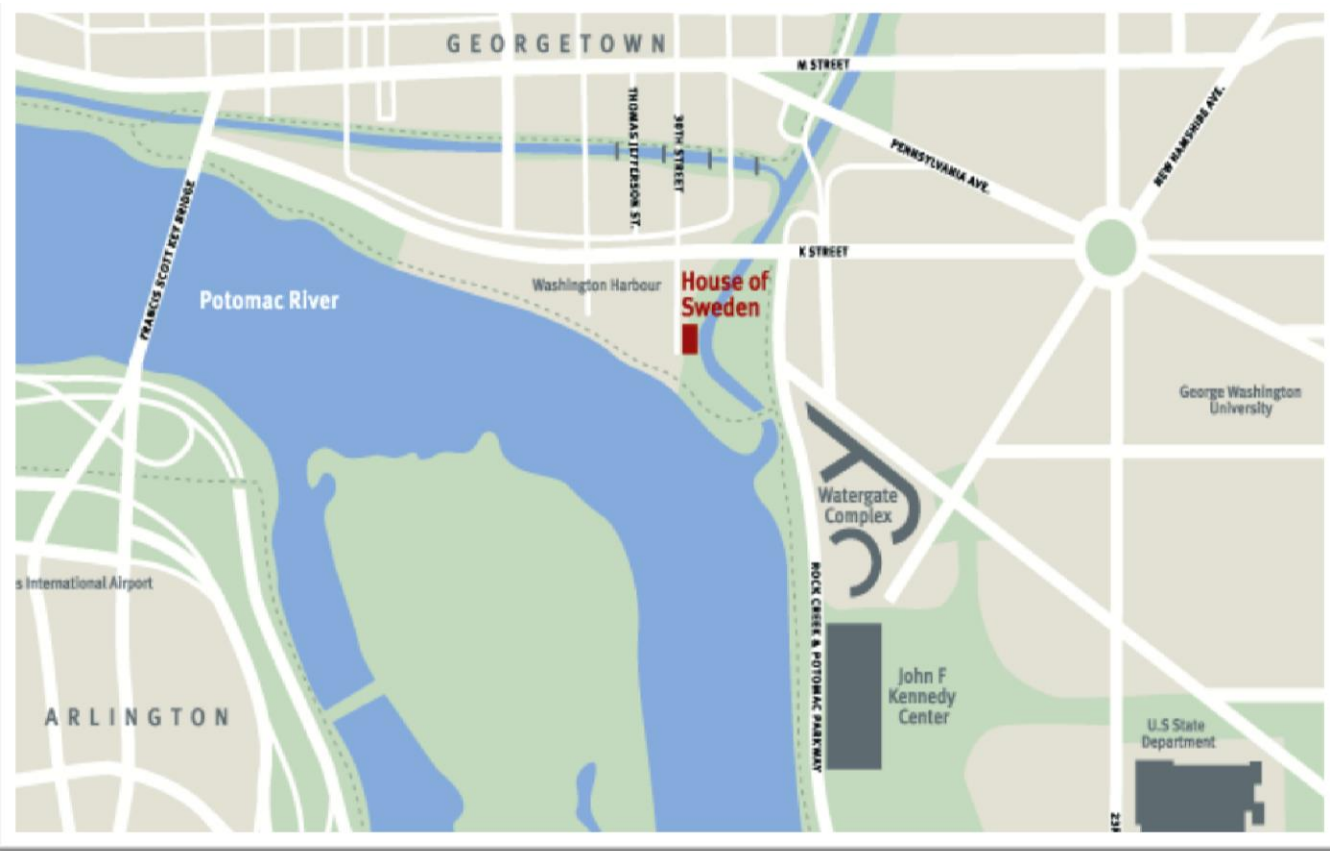 GEORGETOWN
M STREET
THOMAS JEFFERSON ST.
30TH STREET
PENNSYLVANIA AVE.
NEW HAMSHIRE AVE.
FRANCIS SCOTT KEY BRIDGE
K STREET
Potomac River
Washington Harbour
House of
Sweden
George Washington
University
Watergate
Complex
s International Airport
ROCK CREEK & POTOMAC PARKWAY
John F
Kennedy
Center
ARLINGTON
U.S State
Department